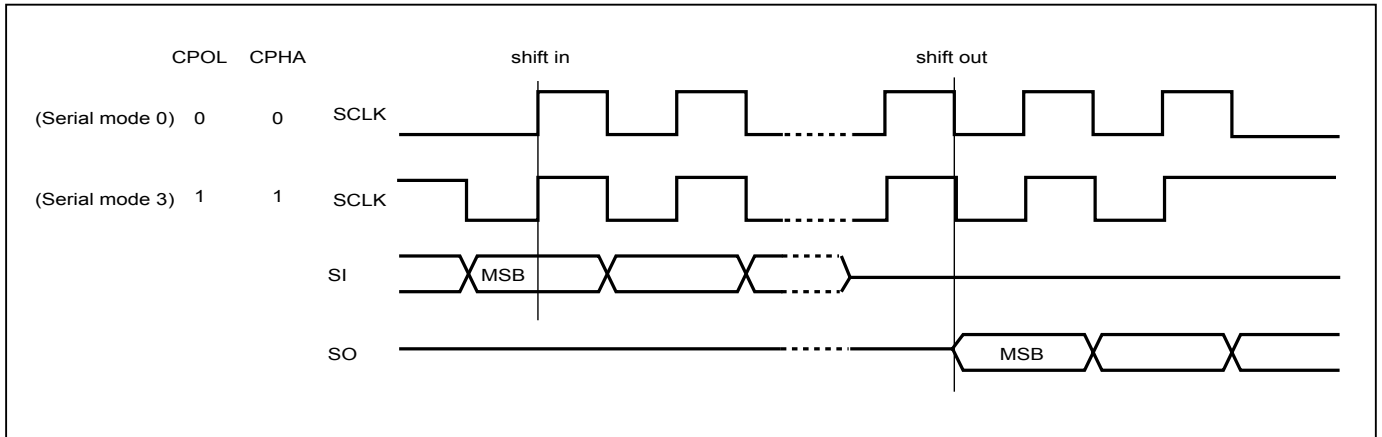 CPOL CPHA shift in shift out
(Serial mode 0) 0 0 SCLK
(Serial mode 3) 1 1 SCLK
SI MSB
SO MSB